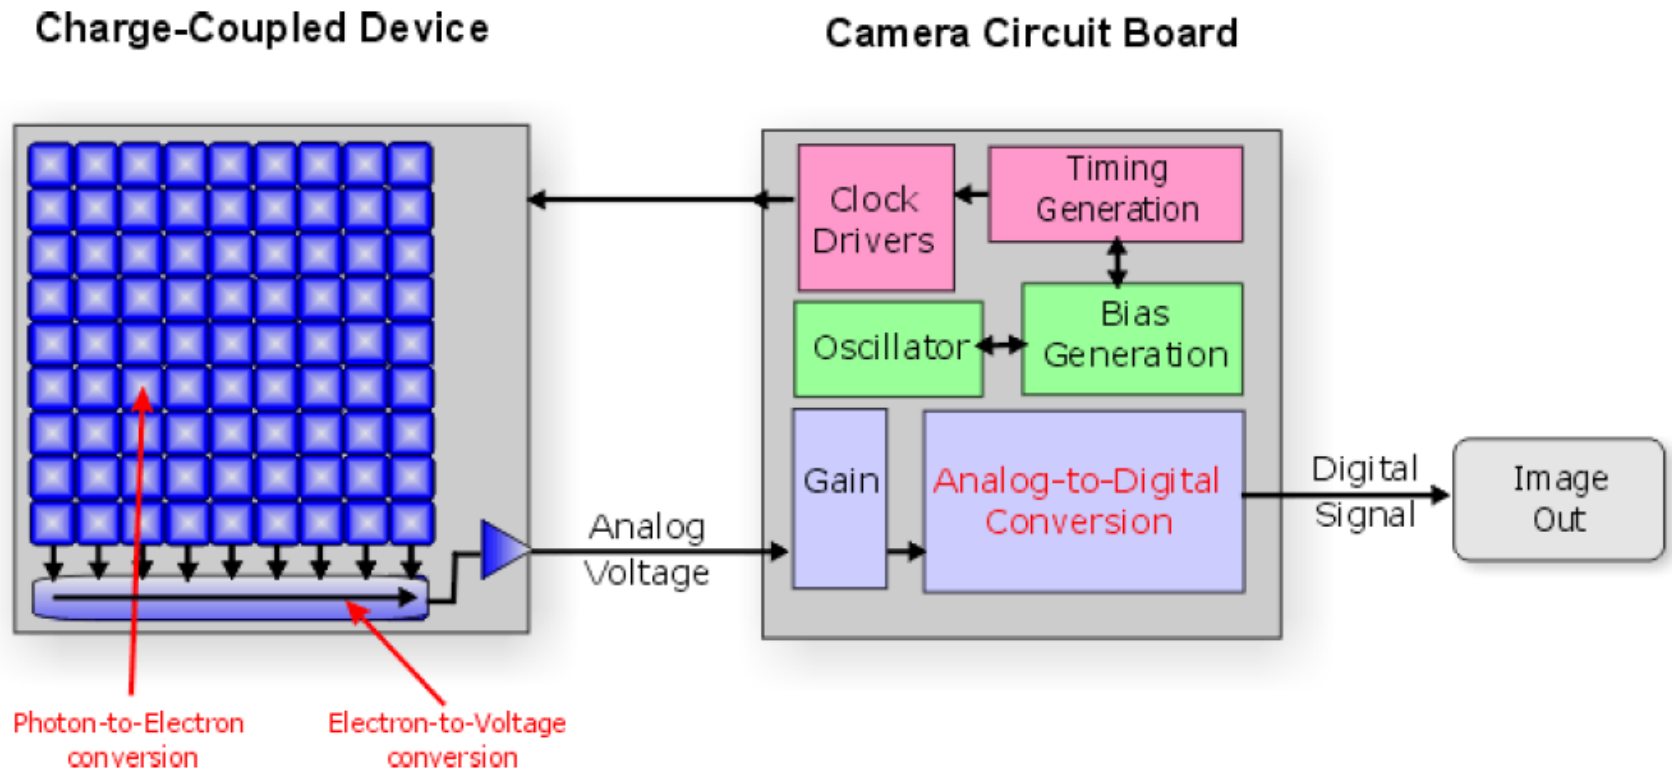 Charge-Coupled Device
Camera Circuit Board
Clock
Drivers
Timing
Generation
Oscillator
Bias
Generation
Gain
Analog-to-Digital
Conversion
Analog
Voltage
Digital
Signal
Image
Out
Photon-to-Electron
conversion
Electron-to-Voltage
conversion